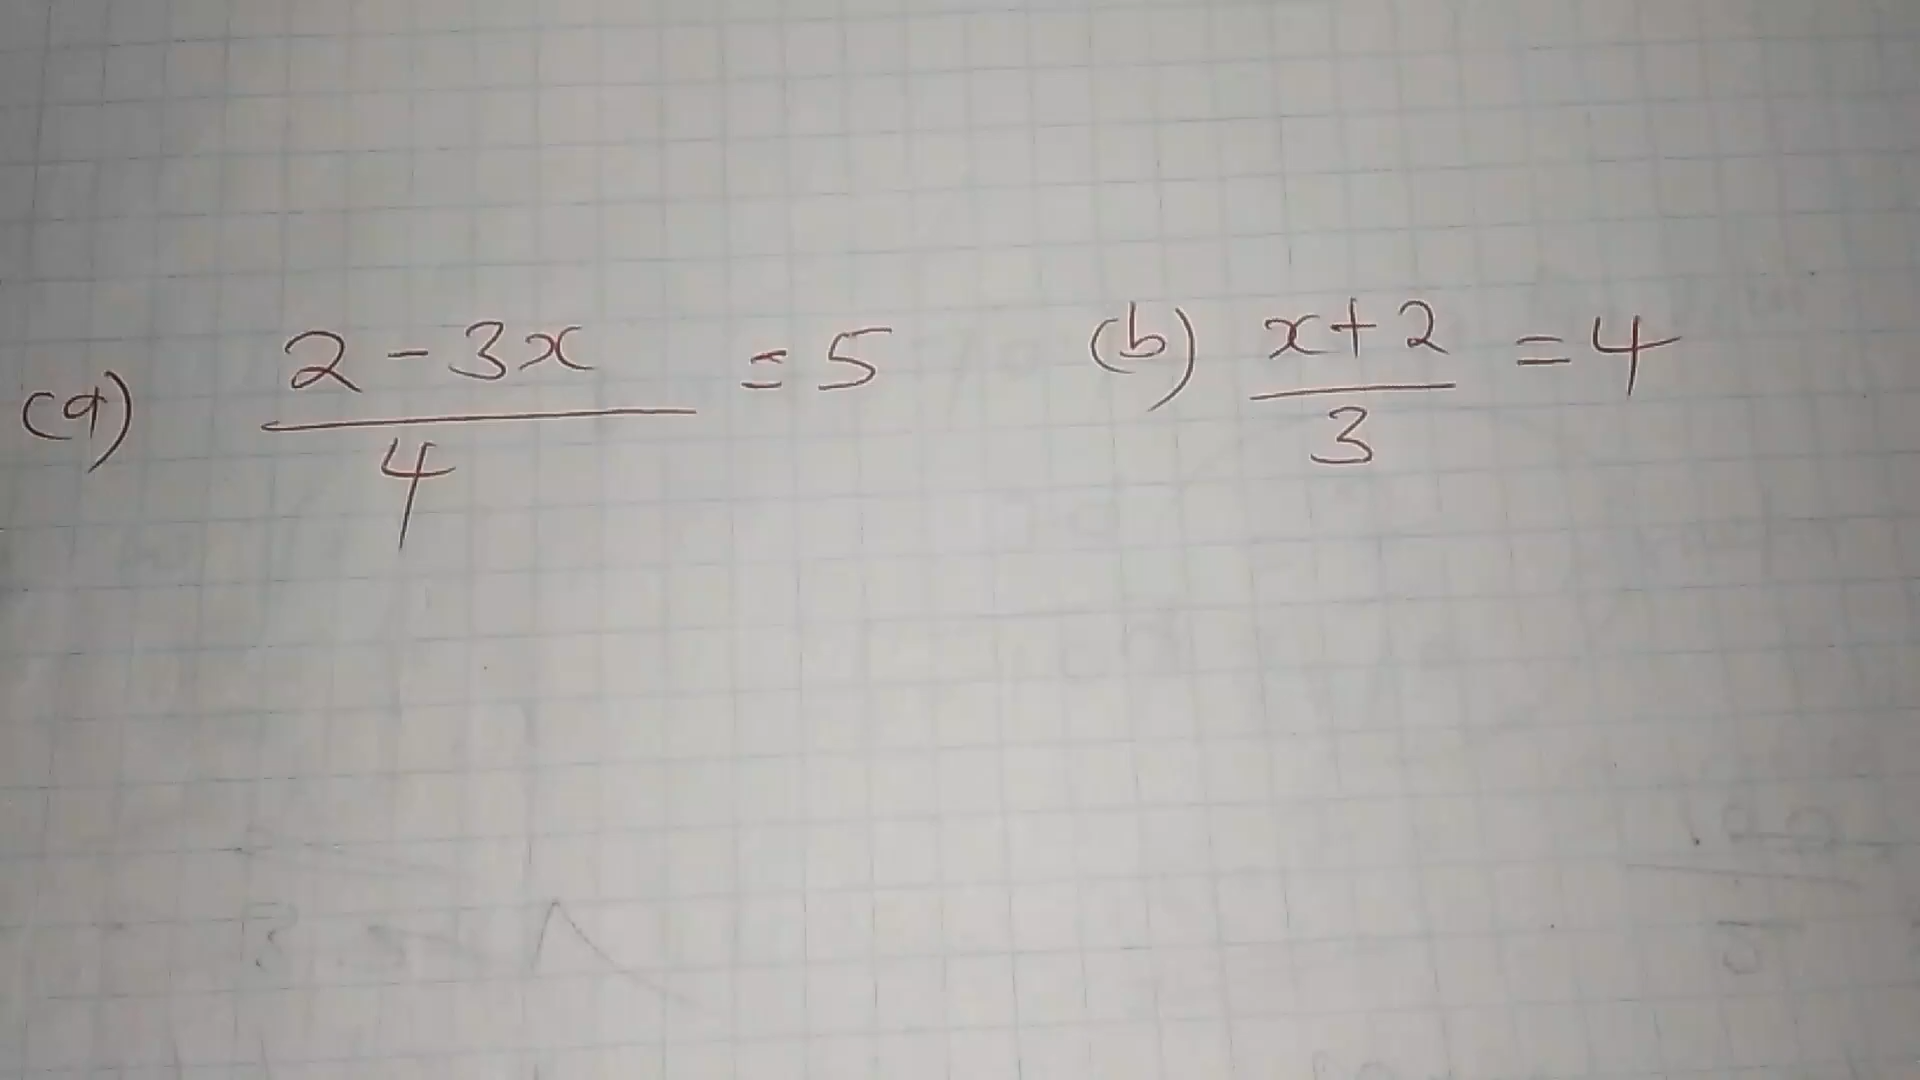 (a) 2 - 3x / 4 = 5
(b) x + 2 / 3 = 4